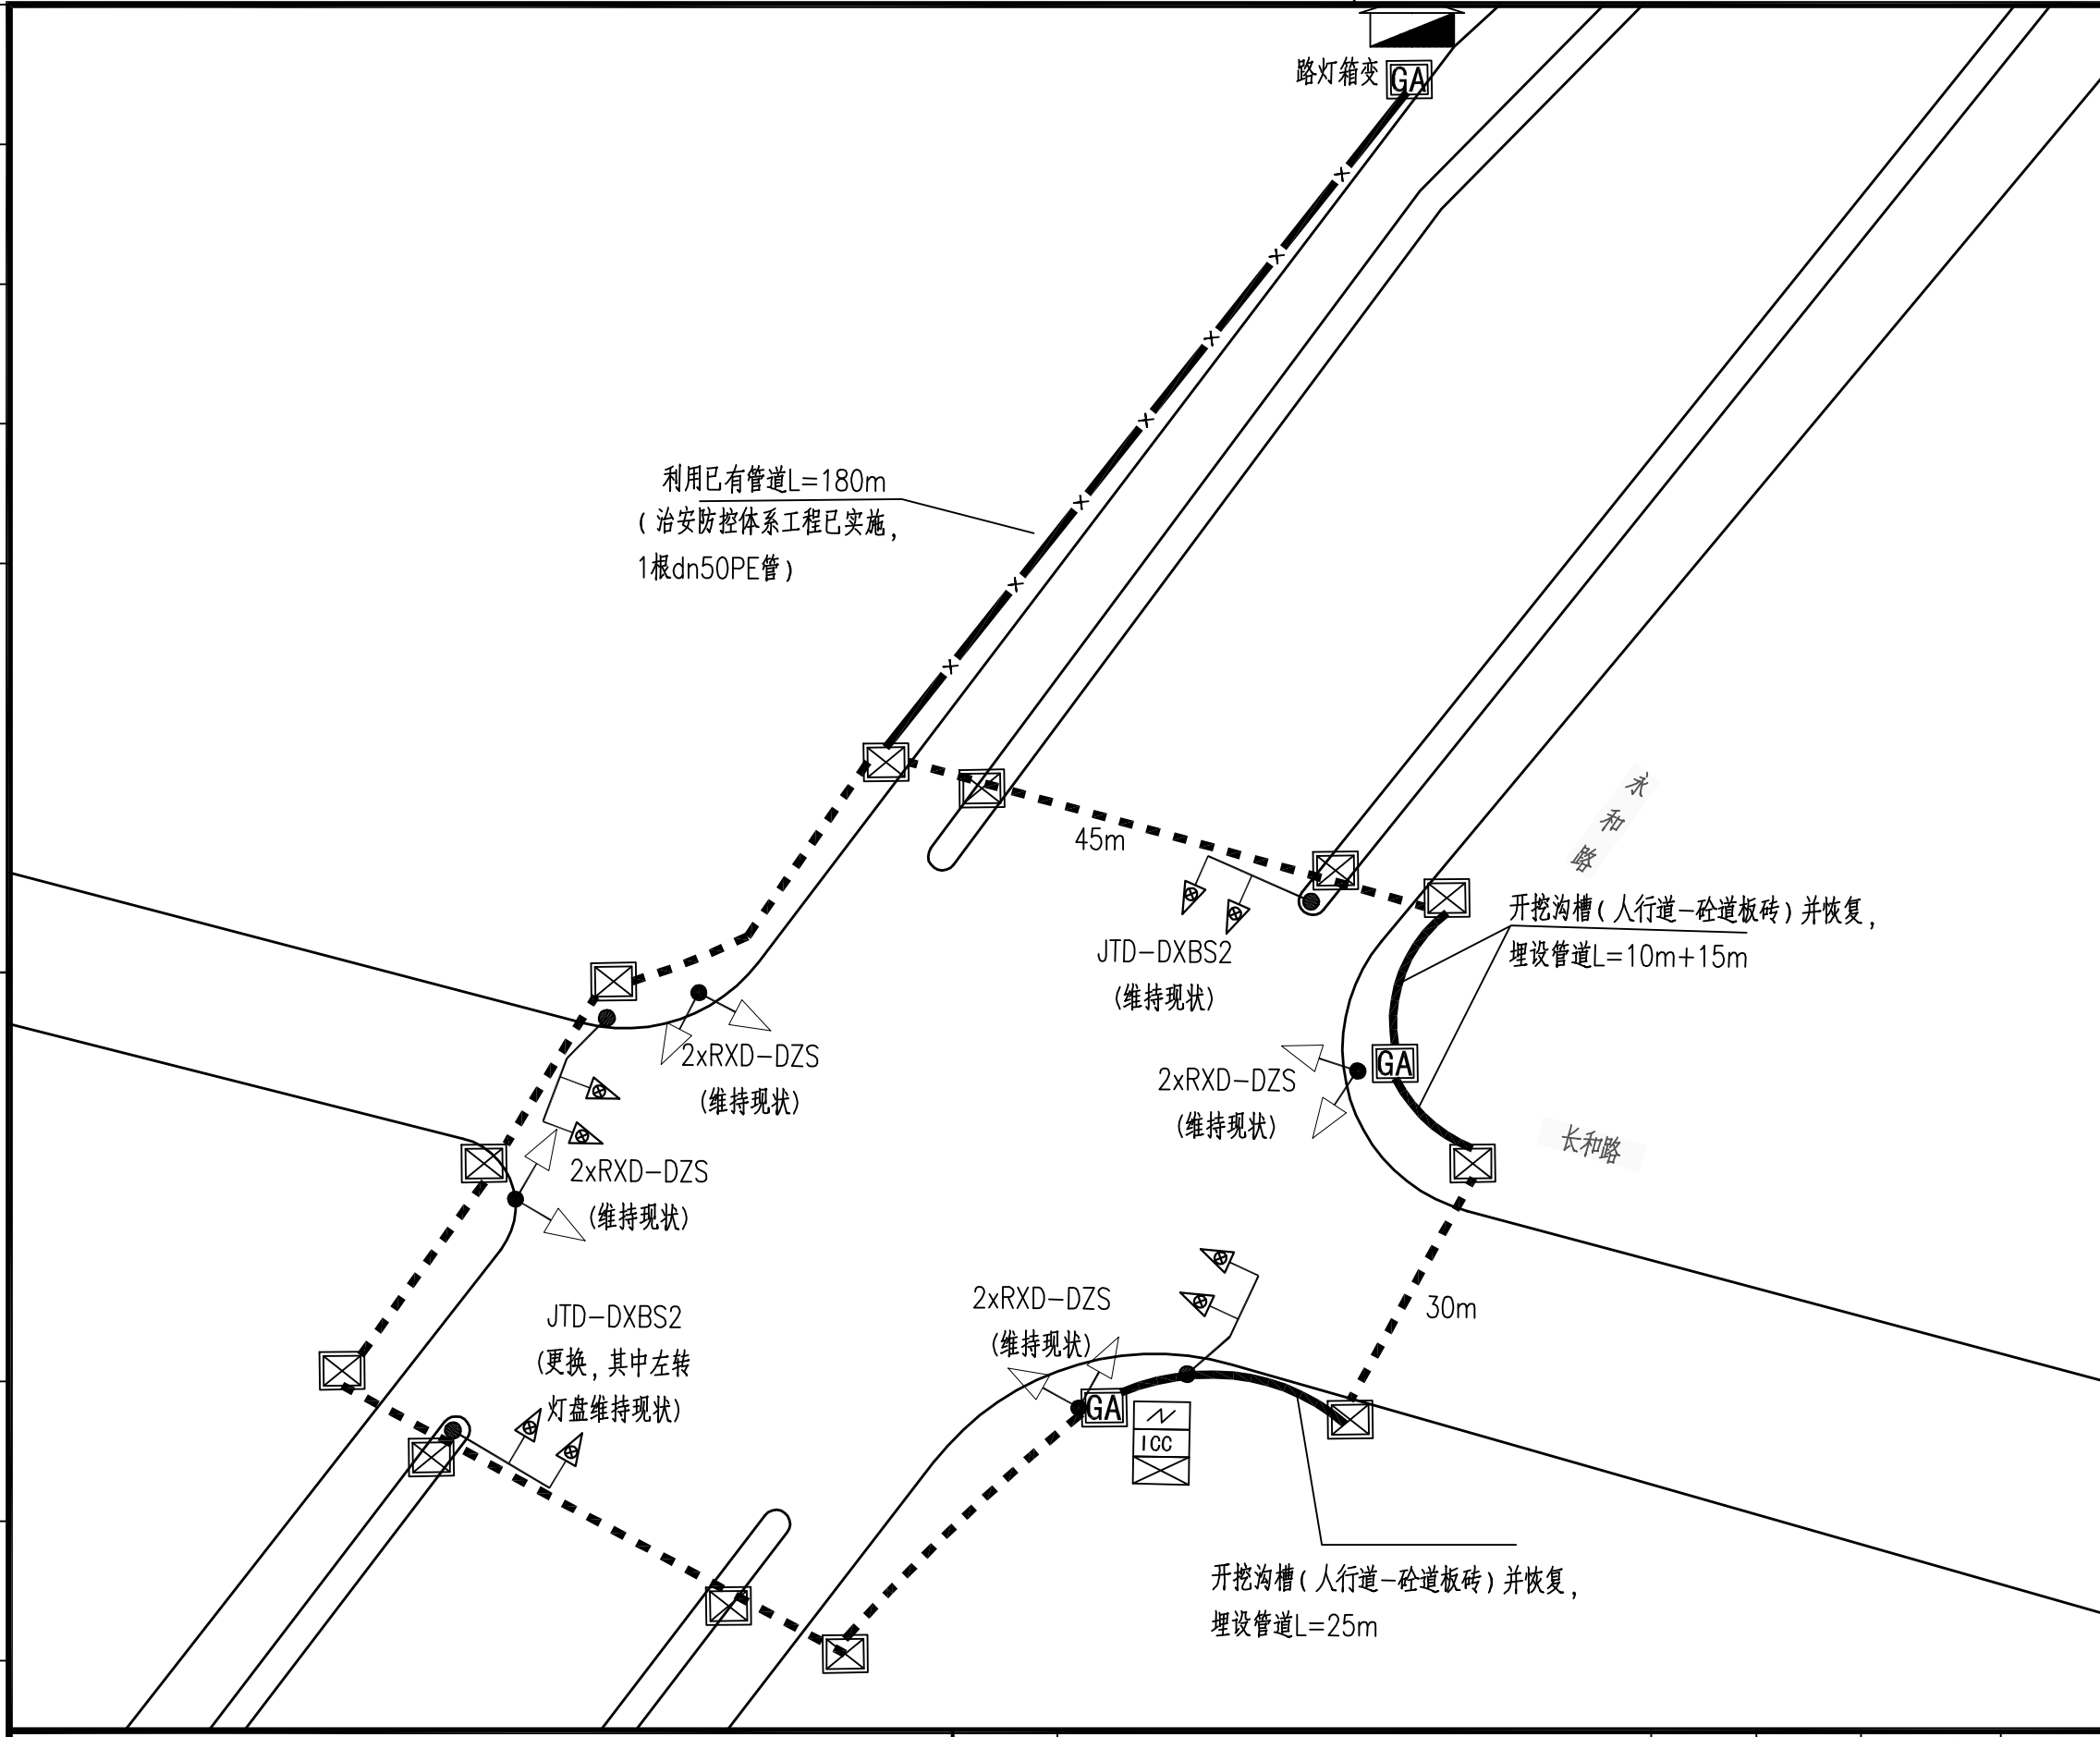 路灯箱变 GA
利用已有管道L=180m
(治安防控体系工程已实施,
1根dn50PE管)
45m
永和路
开挖沟槽(人行道-砼道板砖)并恢复,
埋设管道L=10m+15m
JTD-DXBS2
(维持现状)
2xRXD-DZS
(维持现状)
2xRXD-DZS
(维持现状)
GA
长和路
2xRXD-DZS
(维持现状)
2xRXD-DZS
(维持现状)
30m
JTD-DXBS2
(更换,其中左转
灯盘维持现状)
GA
ICC
开挖沟槽(人行道-砼道板砖)并恢复,
埋设管道L=25m